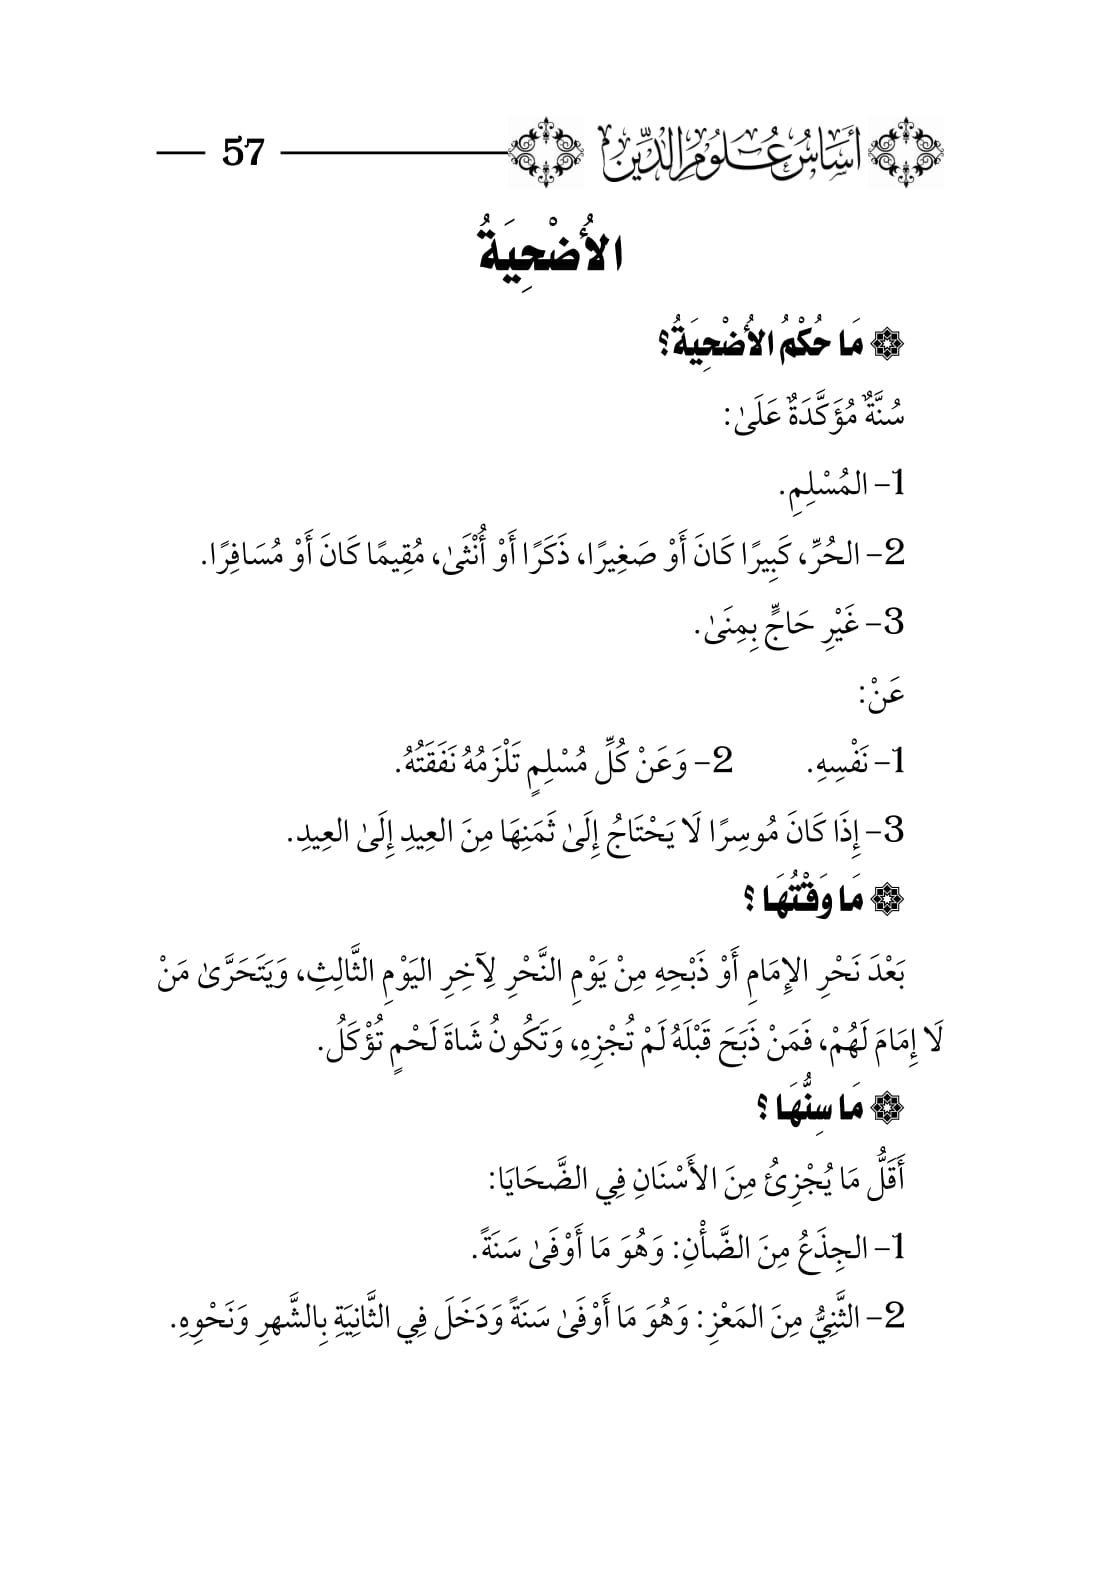 أَسَاسُ عُلُومِ الدِّينِ 57
الأُضْحِيَةُ
مَا حُكْمُ الأُضْحِيَةُ؟
سُنَّةٌ مُؤَكَّدَةٌ عَلَىٰ:
1- المُسْلِمِ.
2- الحُرِّ، كَبِيرًا كَانَ أَوْ صَغِيرًا، ذَكَرًا أَوْ أُنْثَىٰ، مُقِيمًا كَانَ أَوْ مُسَافِرًا.
3- غَيْرِ حَاجٍّ بِمِنَىٰ.
عَنْ:
1- نَفْسِهِ. 2- وَعَنْ كُلِّ مُسْلِمٍ تَلْزَمُهُ نَفَقَتُهُ.
3- إِذَا كَانَ مُوسِرًا لَا يَحْتَاجُ إِلَىٰ ثَمَنِهَا مِنَ العِيدِ إِلَىٰ العِيدِ.
مَا وَقْتُهَا ؟
بَعْدَ نَحْرِ الإِمَامِ أَوْ ذَبْحِهِ مِنْ يَوْمِ النَّحْرِ لِآخِرِ اليَوْمِ الثَّالِثِ، وَيَتَحَرَّىٰ مَنْ
لَا إِمَامَ لَهُمْ، فَمَنْ ذَبَحَ قَبْلَهُ لَمْ تُجْزِهِ، وَتَكُونُ شَاةَ لَحْمٍ تُؤْكَلُ.
مَا سِنُّهَا ؟
أَقَلُّ مَا يُجْزِئُ مِنَ الأَسْنَانِ فِي الضَّحَايَا:
1- الجِذَعُ مِنَ الضَّأْنِ: وَهُوَ مَا أَوْفَىٰ سَنَةً.
2- الثَّنِيُّ مِنَ المَعْزِ: وَهُوَ مَا أَوْفَىٰ سَنَةً وَدَخَلَ فِي الثَّانِيَةِ بِالشَّهرِ وَنَحْوِهِ.